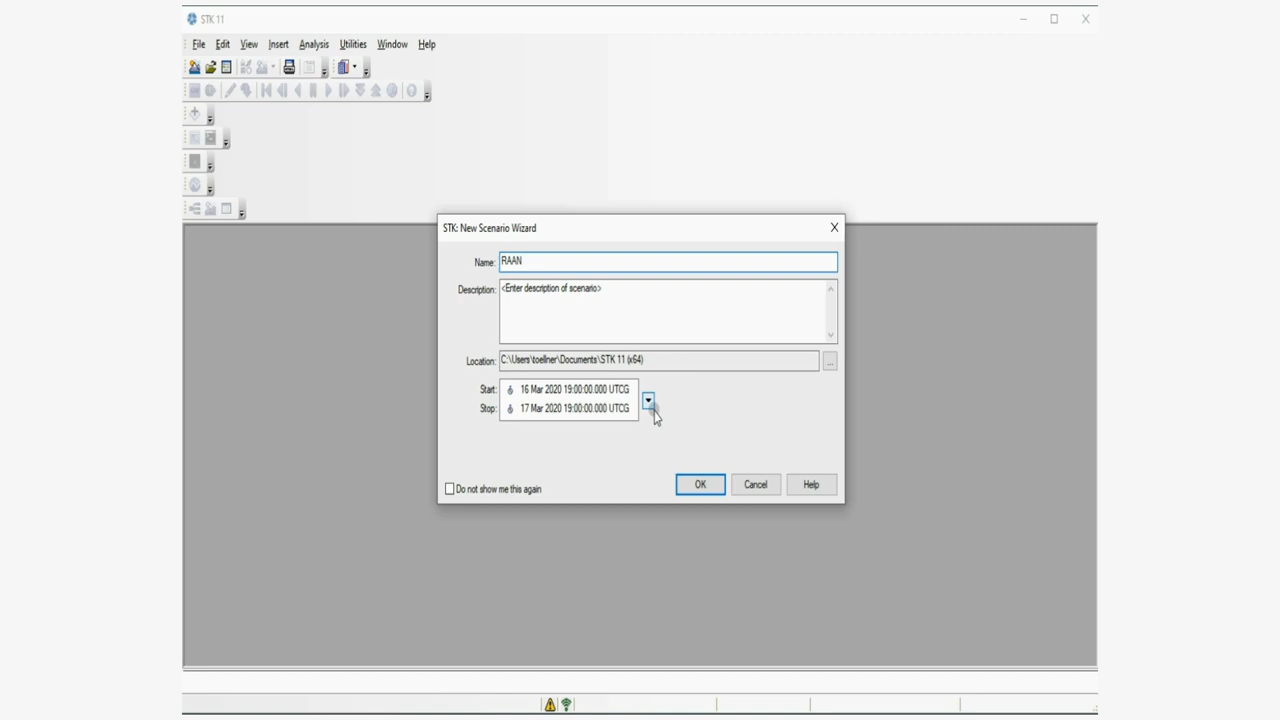 STK 11
File Edit View Insert Analysis Utilities Window Help
STK: New Scenario Wizard
Name: RAAN
Description: <Enter description of scenario>
Location: C:\Users\toellner\Documents\STK 11 (x64)
...
Start: 16 Mar 2020 19:00:00.000 UTCG
Stop: 17 Mar 2020 19:00:00.000 UTCG
Do not show me this again
OK Cancel Help